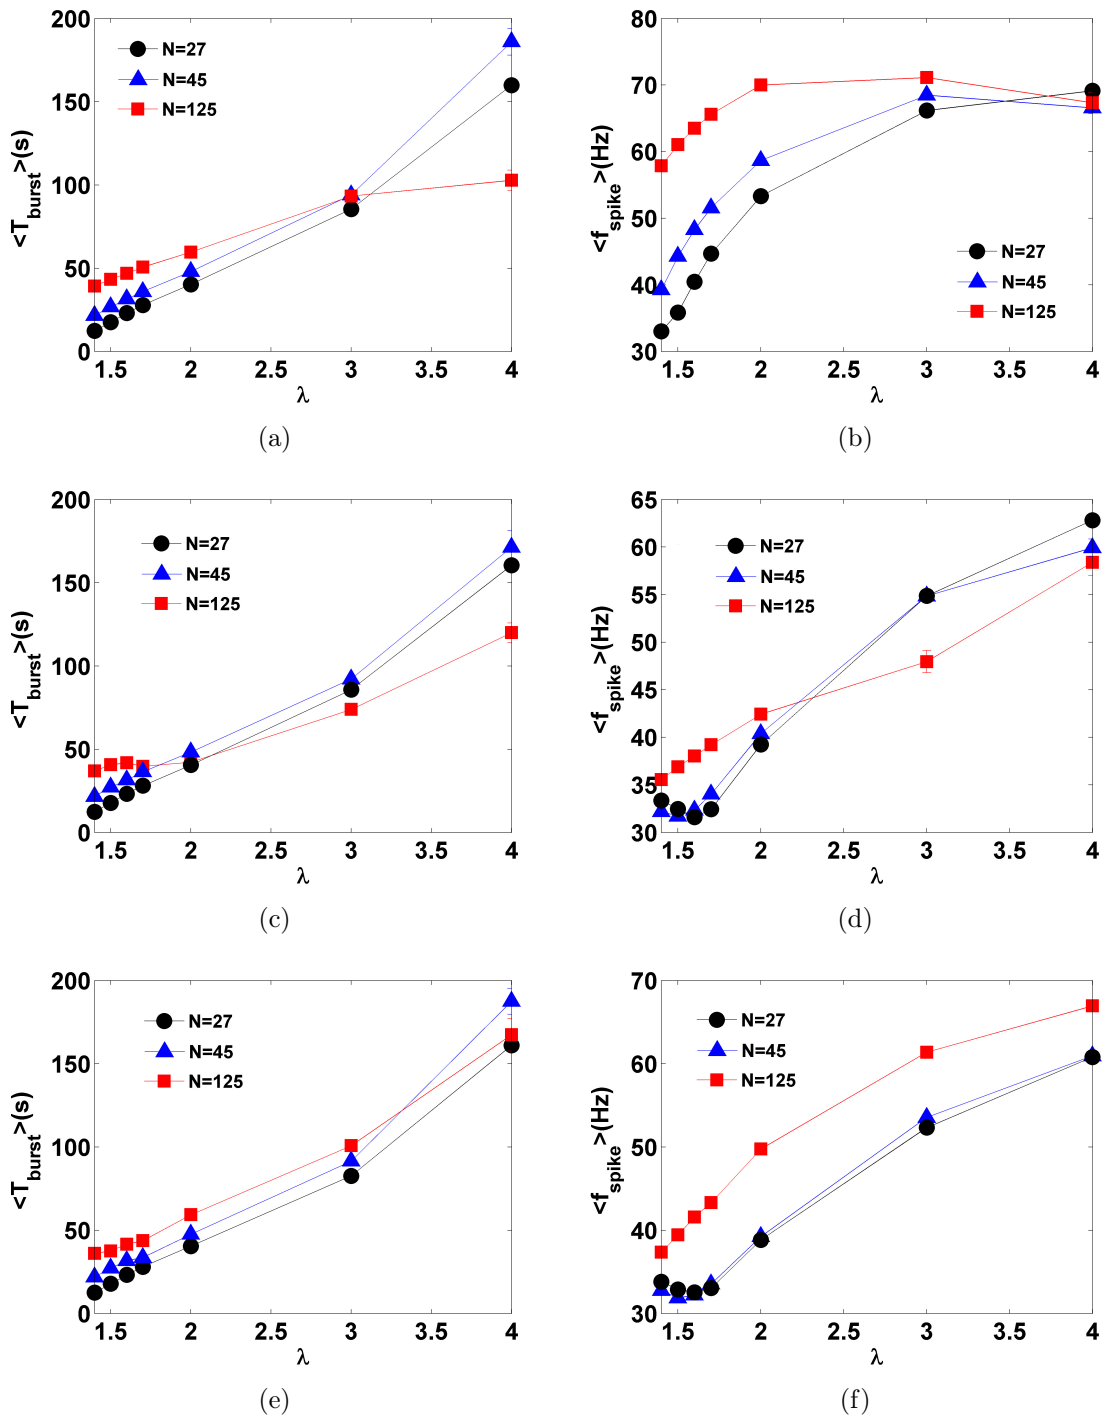 200
150
100
50
0
1.5 2 2.5 3 3.5 4
<T_burst>(s)
λ
N=27
N=45
N=125
(a)
80
70
60
50
40
30
1.5 2 2.5 3 3.5 4
<f_spike>(Hz)
λ
N=27
N=45
N=125
(b)
200
150
100
50
0
1.5 2 2.5 3 3.5 4
<T_burst>(s)
λ
N=27
N=45
N=125
(c)
65
60
55
50
45
40
35
30
1.5 2 2.5 3 3.5 4
<f_spike>(Hz)
λ
N=27
N=45
N=125
(d)
200
150
100
50
0
1.5 2 2.5 3 3.5 4
<T_burst>(s)
λ
N=27
N=45
N=125
(e)
70
60
50
40
30
1.5 2 2.5 3 3.5 4
<f_spike>(Hz)
λ
N=27
N=45
N=125
(f)